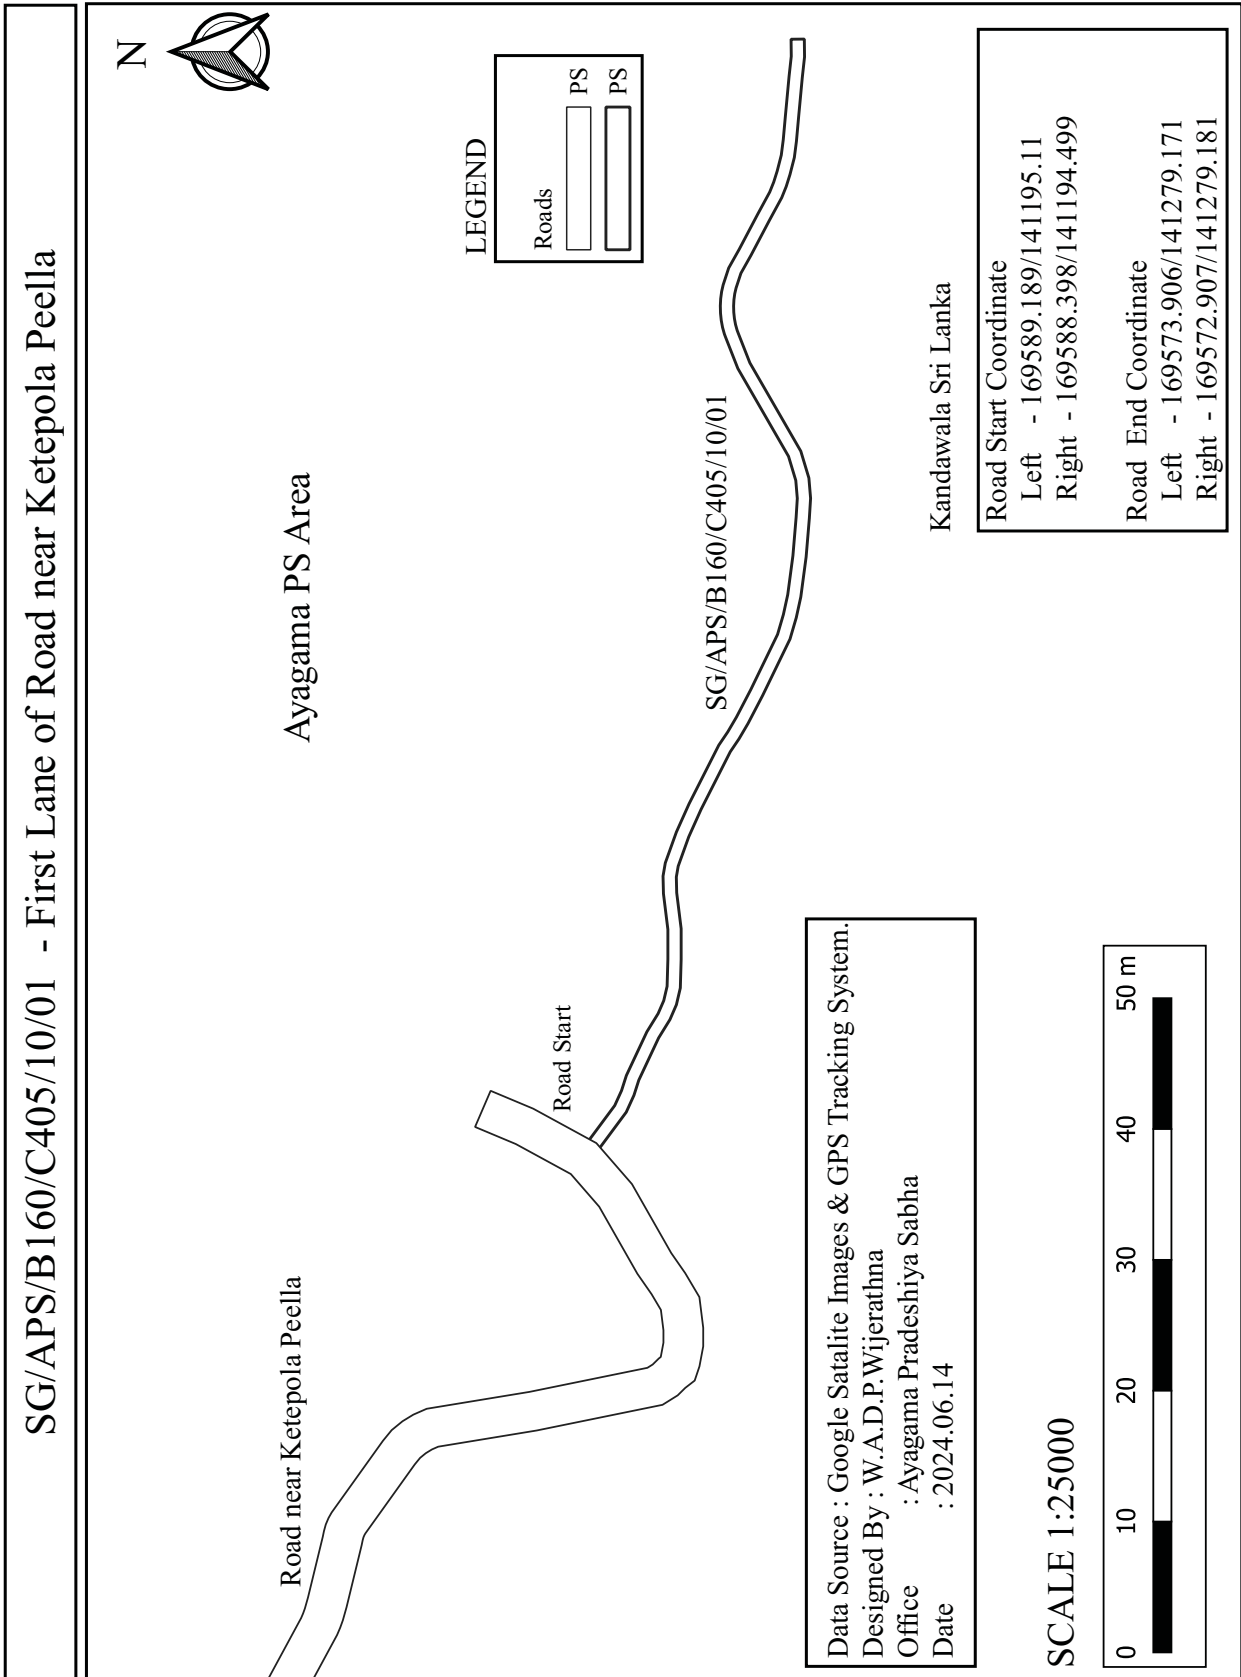 SG/APS/B160/C405/10/01 - First Lane of Road near Ketepola Peella
N
Ayagama PS Area
LEGEND
Roads
PS
PS
Road near Ketepola Peella
Road Start
SG/APS/B160/C405/10/01
Kandawala Sri Lanka
Data Source : Google Satalite Images & GPS Tracking System.
Designed By : W.A.D.P.Wijerathna
Office : Ayagama Pradeshiya Sabha
Date : 2024.06.14
Road Start Coordinate
Left - 169589.189/141195.11
Right - 169588.398/141194.499
Road End Coordinate
Left - 169573.906/141279.171
Right - 169572.907/141279.181
SCALE 1:25000
0 10 20 30 40 50 m